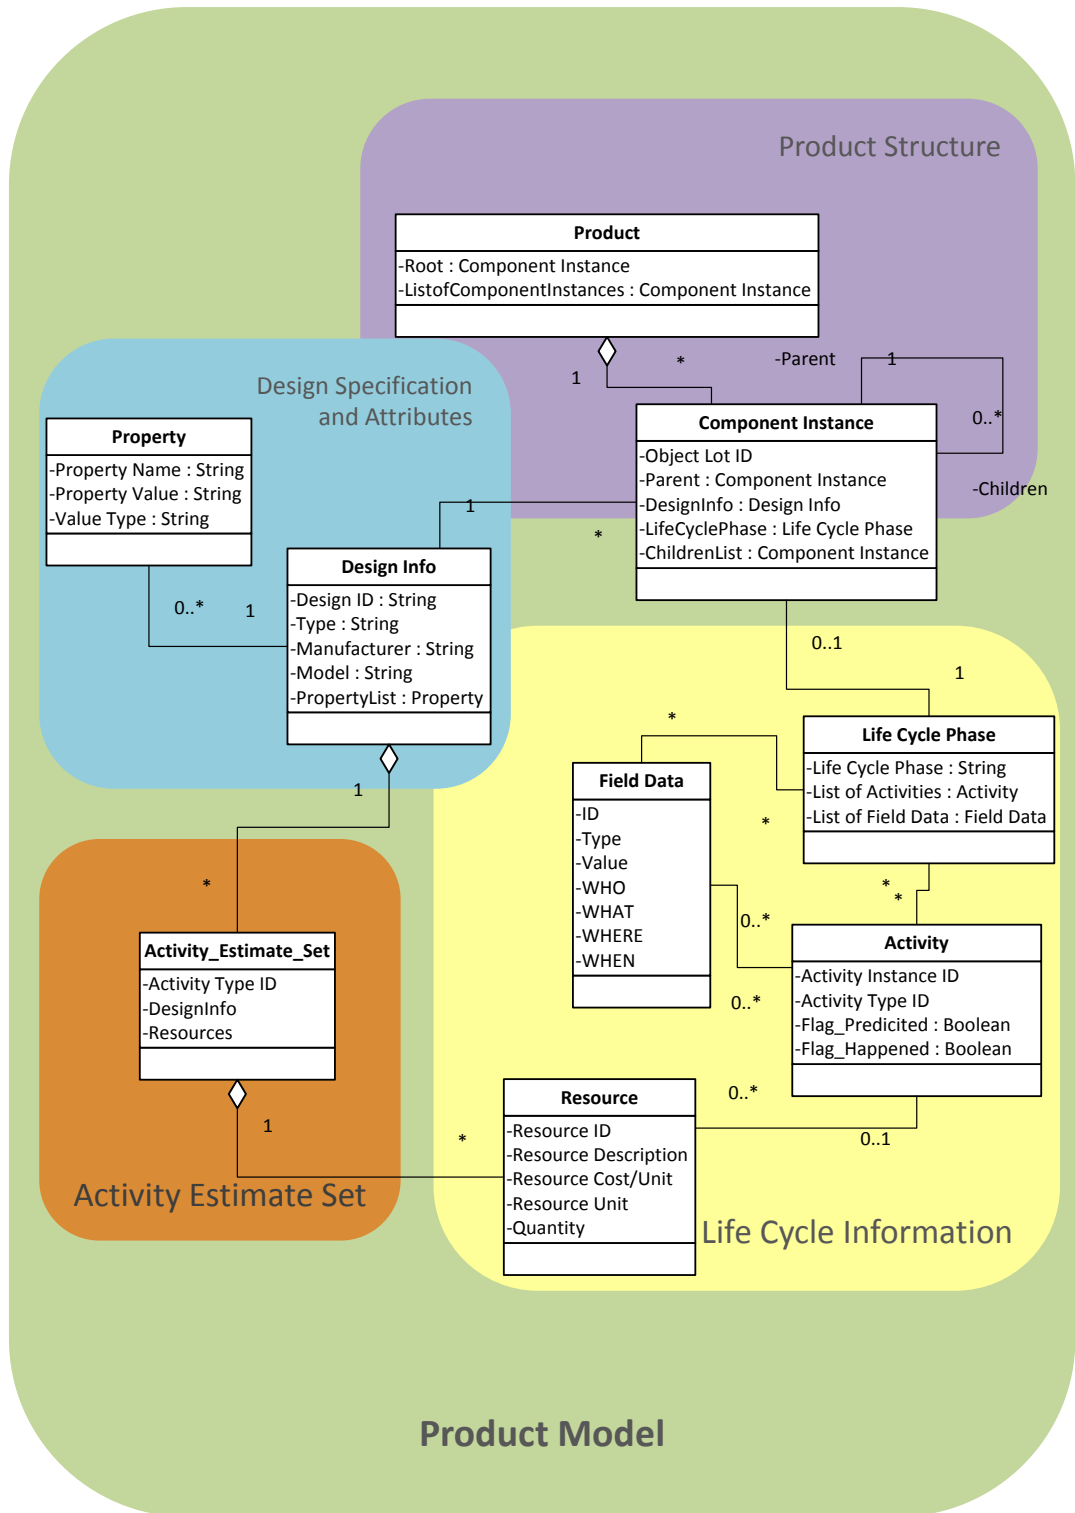 Product Structure
Product
-Root : Component Instance
-ListofComponentInstances : Component Instance
1
*
-Parent
1
0..*
-Children
Component Instance
-Object Lot ID
-Parent : Component Instance
-DesignInfo : Design Info
-LifeCyclePhase : Life Cycle Phase
-ChildrenList : Component Instance
Design Specification
and Attributes
Property
-Property Name : String
-Property Value : String
-Value Type : String
1
*
0..*
1
Design Info
-Design ID : String
-Type : String
-Manufacturer : String
-Model : String
-PropertyList : Property
0..1
1
Life Cycle Phase
-Life Cycle Phase : String
-List of Activities : Activity
-List of Field Data : Field Data
*
*
Field Data
-ID
-Type
-Value
-WHO
-WHAT
-WHERE
-WHEN
*
*
0..*
0..*
Activity
-Activity Instance ID
-Activity Type ID
-Flag_Predicited : Boolean
-Flag_Happened : Boolean
1
*
Activity_Estimate_Set
-Activity Type ID
-DesignInfo
-Resources
1
*
0..*
0..1
Resource
-Resource ID
-Resource Description
-Resource Cost/Unit
-Resource Unit
-Quantity
Activity Estimate Set
Life Cycle Information
Product Model